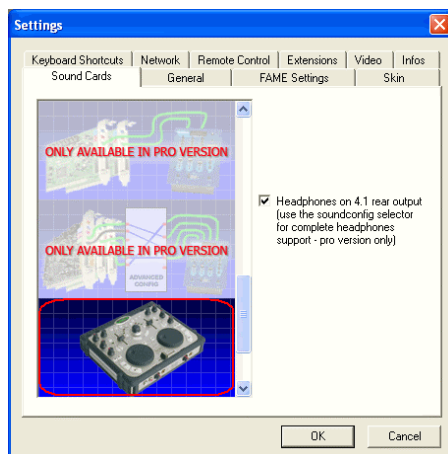 Settings
Keyboard Shortcuts Network Remote Control Extensions Video Infos
Sound Cards General FAME Settings Skin
ONLY AVAILABLE IN PRO VERSION
ONLY AVAILABLE IN PRO VERSION
ADVANCED
CONFIG
Headphones on 4.1 rear output
(use the soundconfig selector
for complete headphones
support - pro version only)
OK Cancel